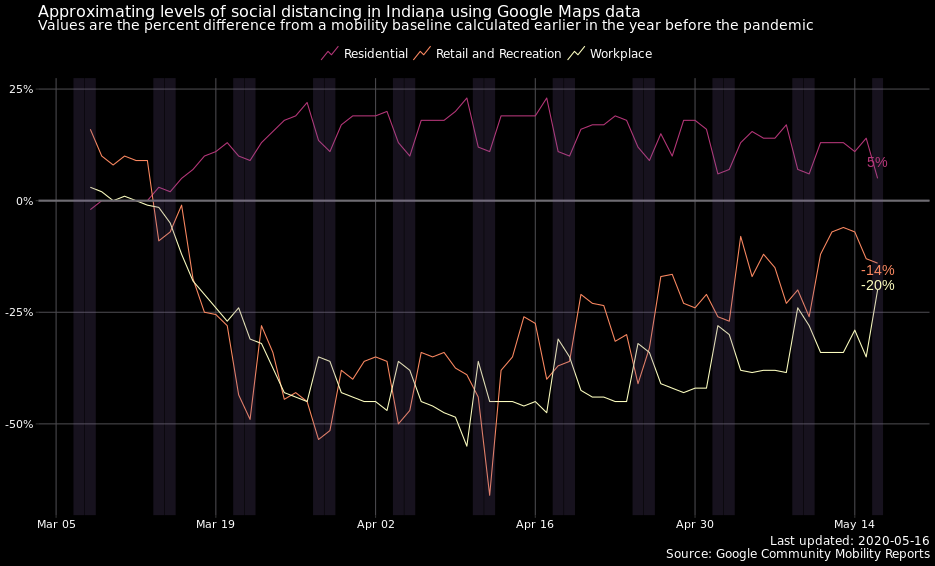 Approximating levels of social distancing in Indiana using Google Maps data
Values are the percent difference from a mobility baseline calculated earlier in the year before the pandemic
Residential Retail and Recreation Workplace
25%
0%
-25%
-50%
5%
-14%
-20%
Mar 05 Mar 19 Apr 02 Apr 16 Apr 30 May 14
Last updated: 2020-05-16
Source: Google Community Mobility Reports